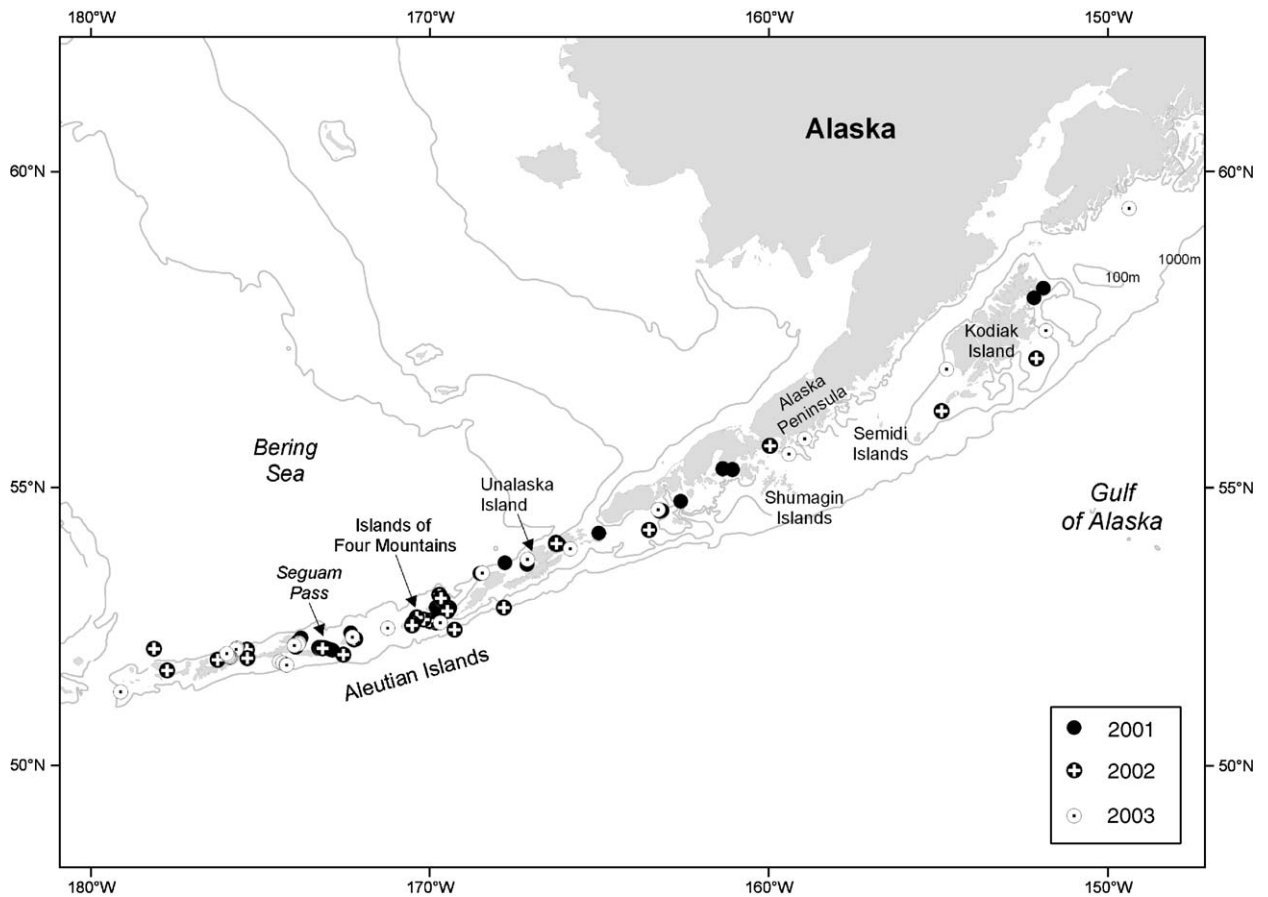 180°W 170°W 160°W 150°W
Alaska
60°N 60°N
1000m
100m
Kodiak
Island
Alaska
Peninsula
Semidi
Islands
Bering
Sea
Unalaska
Island
55°N 55°N
Shumagin
Islands
Gulf
of Alaska
Islands of
Four Mountains
Seguam
Pass
Aleutian Islands
2001
2002
2003
50°N 50°N
180°W 170°W 160°W 150°W